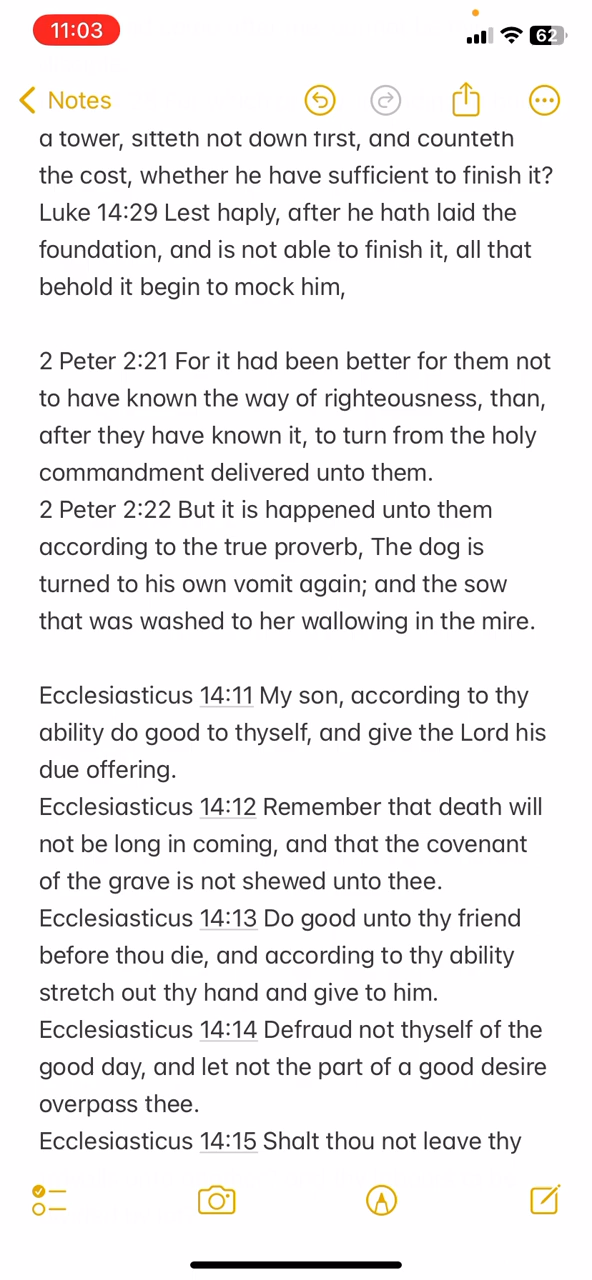 11:03
62
Notes
a tower, sitteth not down first, and counteth
the cost, whether he have sufficient to finish it?
Luke 14:29 Lest haply, after he hath laid the
foundation, and is not able to finish it, all that
behold it begin to mock him,
2 Peter 2:21 For it had been better for them not
to have known the way of righteousness, than,
after they have known it, to turn from the holy
commandment delivered unto them.
2 Peter 2:22 But it is happened unto them
according to the true proverb, The dog is
turned to his own vomit again; and the sow
that was washed to her wallowing in the mire.
Ecclesiasticus 14:11 My son, according to thy
ability do good to thyself, and give the Lord his
due offering.
Ecclesiasticus 14:12 Remember that death will
not be long in coming, and that the covenant
of the grave is not shewed unto thee.
Ecclesiasticus 14:13 Do good unto thy friend
before thou die, and according to thy ability
stretch out thy hand and give to him.
Ecclesiasticus 14:14 Defraud not thyself of the
good day, and let not the part of a good desire
overpass thee.
Ecclesiasticus 14:15 Shalt thou not leave thy